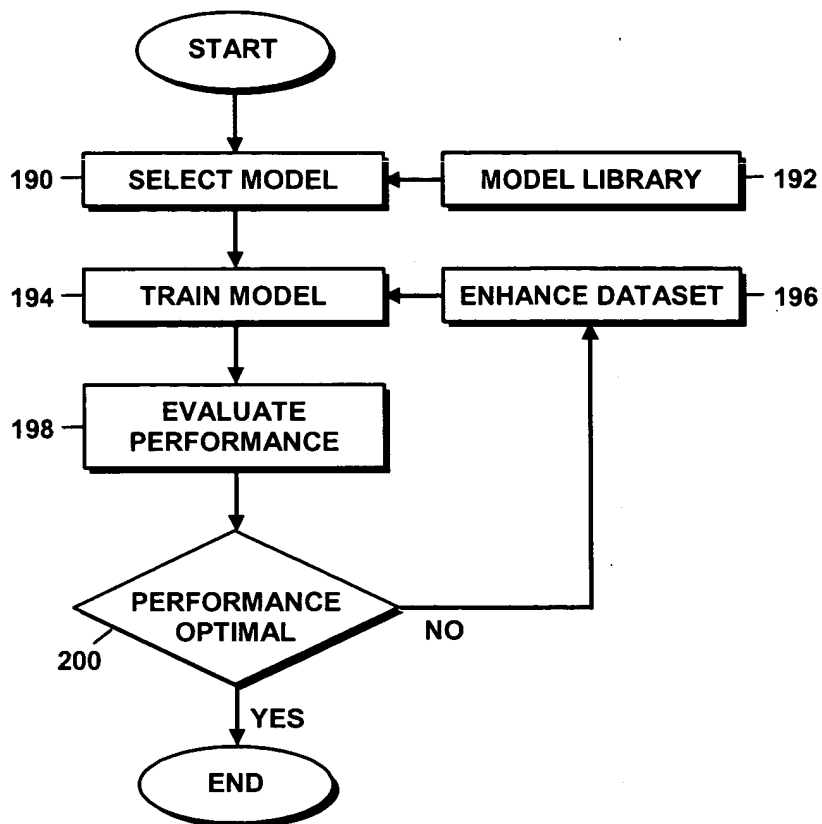 START
190
SELECT MODEL
MODEL LIBRARY
192
194
TRAIN MODEL
ENHANCE DATASET
196
198
EVALUATE
PERFORMANCE
PERFORMANCE
OPTIMAL
NO
200
YES
END